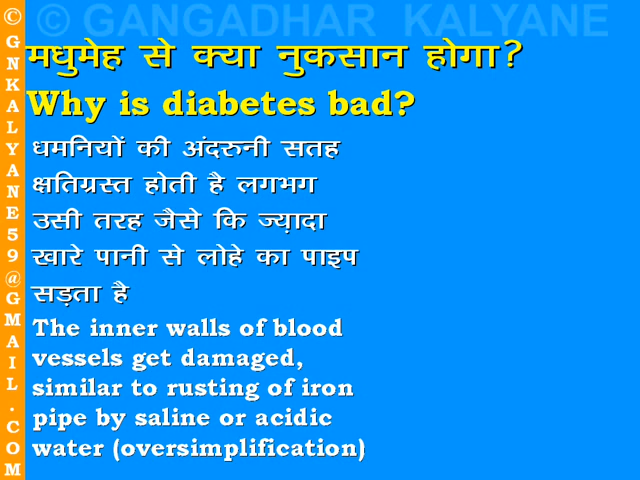 © GANGADHAR KALYANE
© GNKALYANE59@GMAIL.COM
मधुमेह से क्या नुकसान होगा?
Why is diabetes bad?
धमनियों की अंदरुनी सतह
क्षतिग्रस्त होती है लगभग
उसी तरह जैसे कि ज्य़ादा
खारे पानी से लोहे का पाइप
सड़ता है
The inner walls of blood
vessels get damaged,
similar to rusting of iron
pipe by saline or acidic
water (oversimplification)